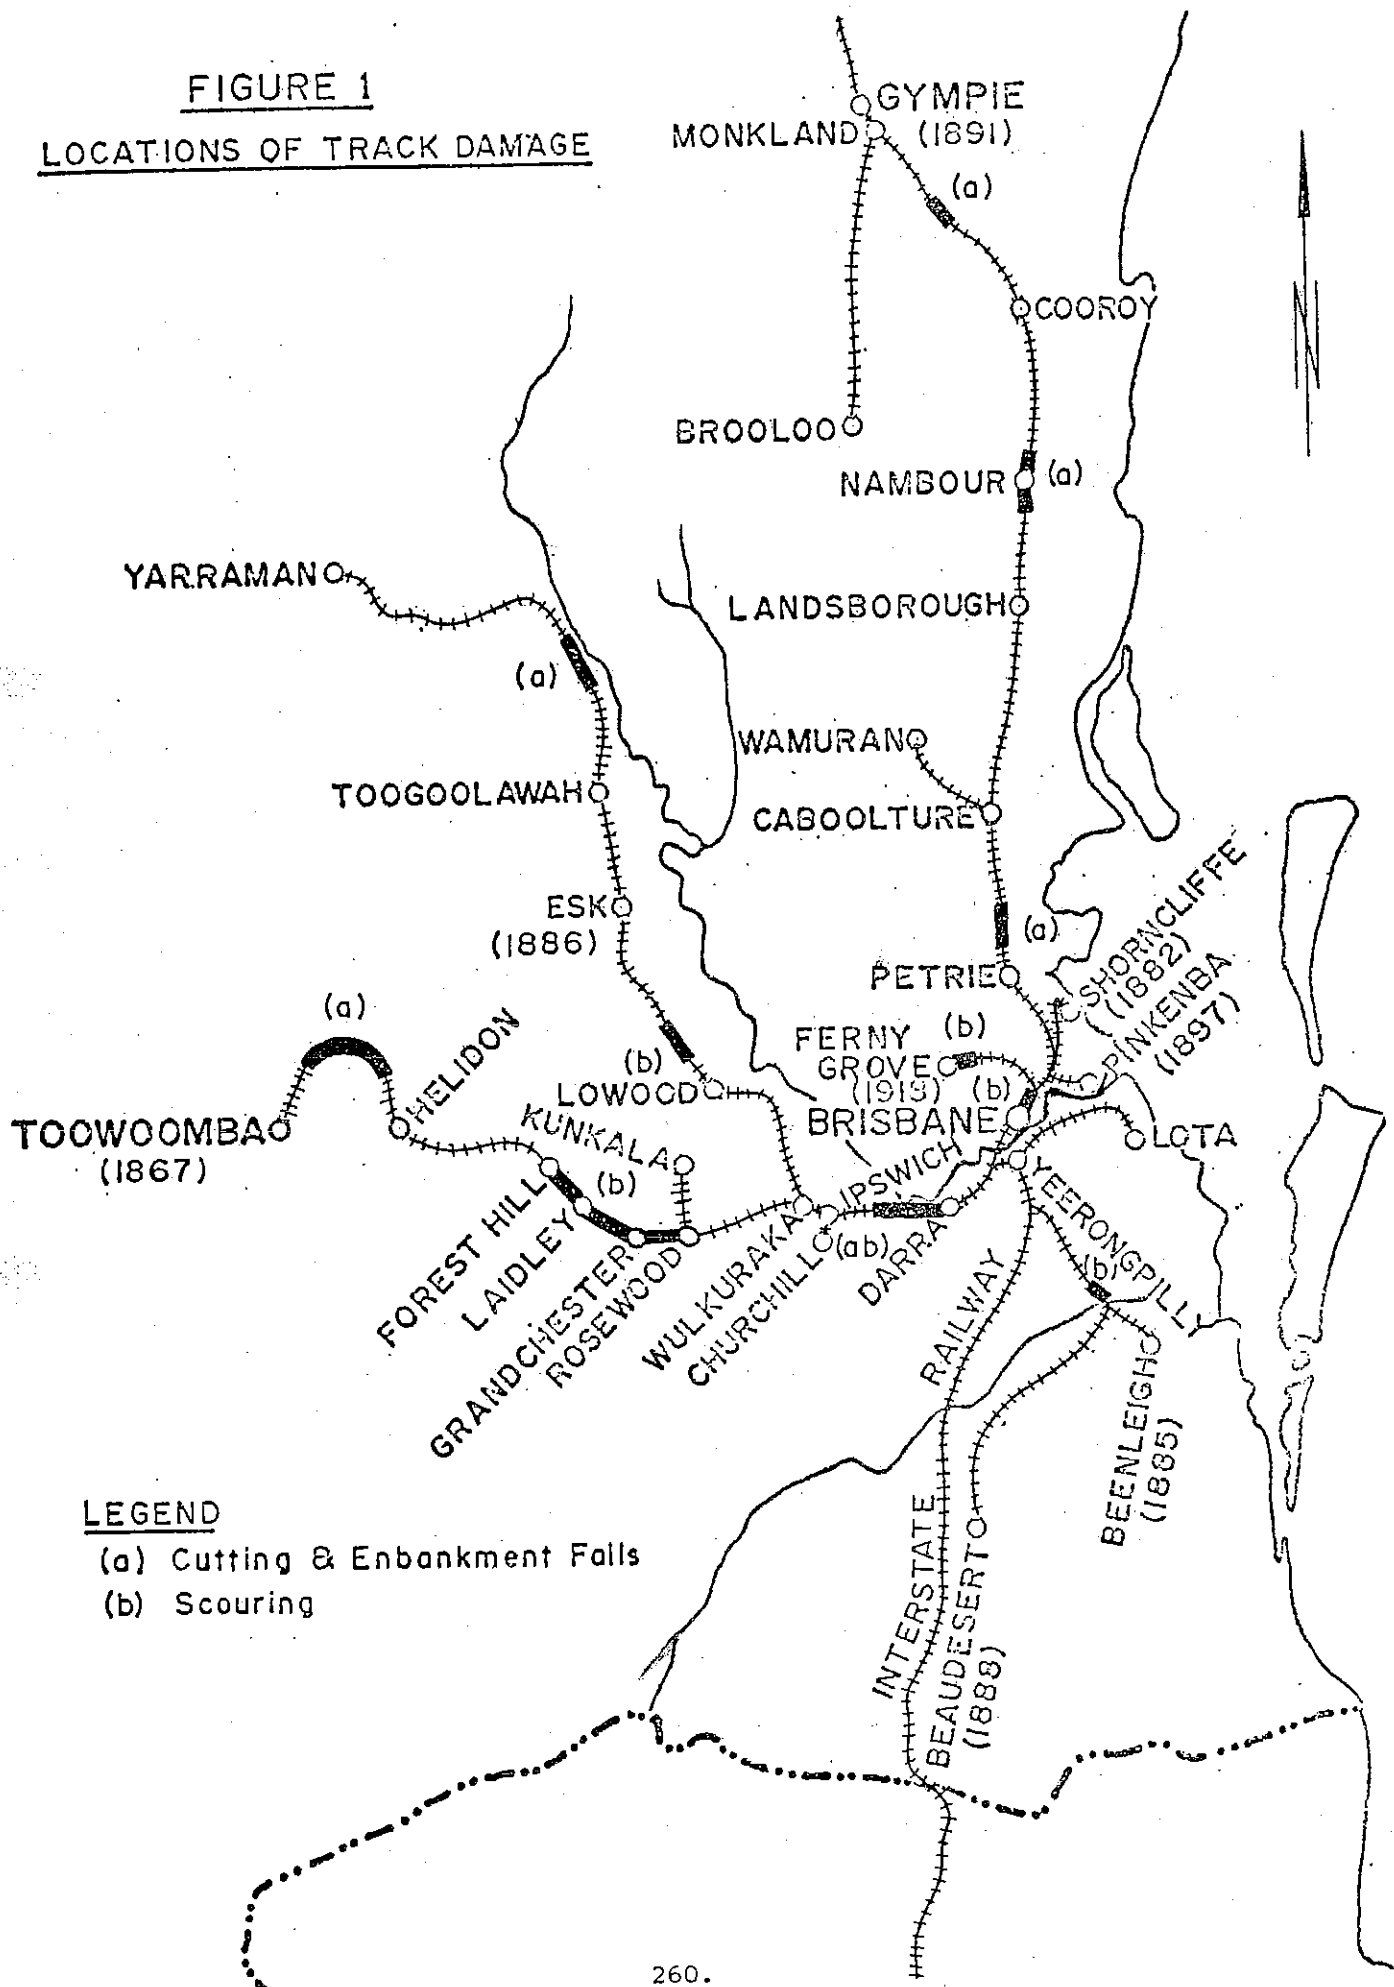 FIGURE 1
LOCATIONS OF TRACK DAMAGE
GYMPIE
(1891)
MONKLAND
(a)
COOROY
N
BROOLOO
NAMBOUR
(a)
YARRAMAN
LANDSBOROUGH
(a)
WAMURAN
TOOGOOLAWAH
CABOOLTURE
ESK
(1886)
(a)
PETRIE
SHORNCLIFFE
(1882)
PINKENBA
(1897)
(a)
HELIDON
FERNY
GROVE
(1919)
(b)
(b)
LOWOOD
(b)
BRISBANE
TOOWOOMBA
(1867)
KUNKALA
(b)
LOTA
IPSWICH
YEERONGPILLY
FOREST HILL
LAIDLEY
GRANDCHESTER
ROSEWOOD
WULKURAKA
CHURCHILL
(ab)
DARRA
RAILWAY
(b)
BEENLEIGH
(1885)
INTERSTATE
BEAUDESERT
(1888)
LEGEND
(a) Cutting & Enbankment Falls
(b) Scouring
260.